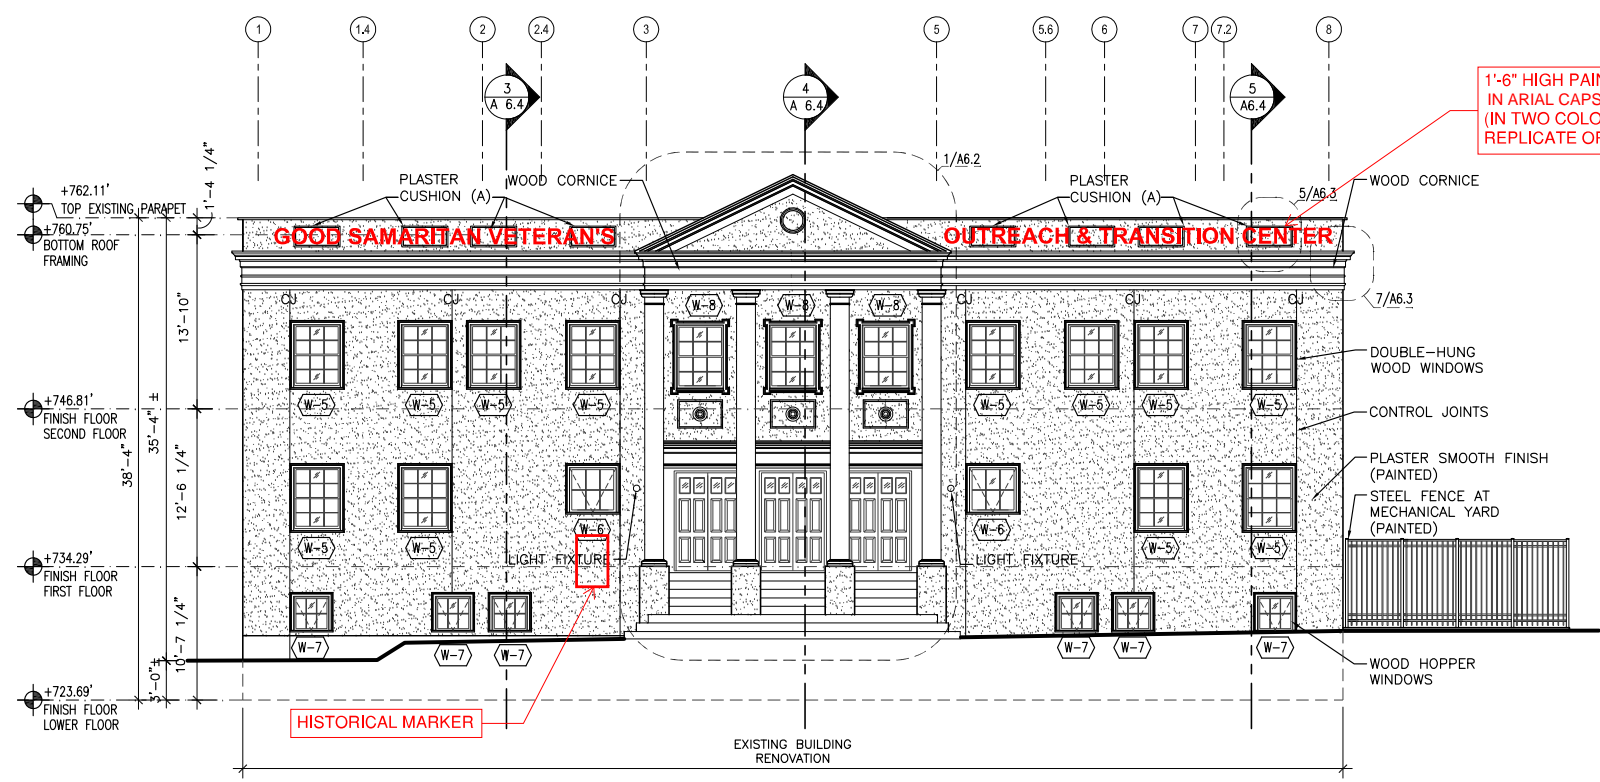 1
1.4
2
2.4
3
5
5.6
6
7
7.2
8
3
A 6.4
4
A 6.4
5
A6.4
1'-6" HIGH PAIN
IN ARIAL CAPS
(IN TWO COLO
REPLICATE OR
1/A6.2
5/A6.3
7/A6.3
PLASTER
CUSHION (A)
WOOD CORNICE
PLASTER
CUSHION (A)
WOOD CORNICE
+762.11'
TOP EXISTING PARAPET
+760.75'
BOTTOM ROOF
FRAMING
1'-4 1/4"
GOOD SAMARITAN VETERAN'S
OUTREACH & TRANSITION CENTER
CJ
CJ
CJ
CJ
CJ
CJ
W-8
W-8
W-8
13'-10"
DOUBLE-HUNG
WOOD WINDOWS
+746.81'
FINISH FLOOR
SECOND FLOOR
W-5
W-5
W-5
W-5
W-5
W-5
W-5
W-5
CONTROL JOINTS
38'-4"
35'-4" ±
12'-6 1/4"
PLASTER SMOOTH FINISH
(PAINTED)
STEEL FENCE AT
MECHANICAL YARD
(PAINTED)
W-6
W-6
W-5
W-5
W-5
W-5
LIGHT FIXTURE
LIGHT FIXTURE
+734.29'
FINISH FLOOR
FIRST FLOOR
10'-7 1/4"
3'-0"±
W-7
W-7
W-7
W-7
W-7
W-7
WOOD HOPPER
WINDOWS
+723.69'
FINISH FLOOR
LOWER FLOOR
HISTORICAL MARKER
EXISTING BUILDING
RENOVATION